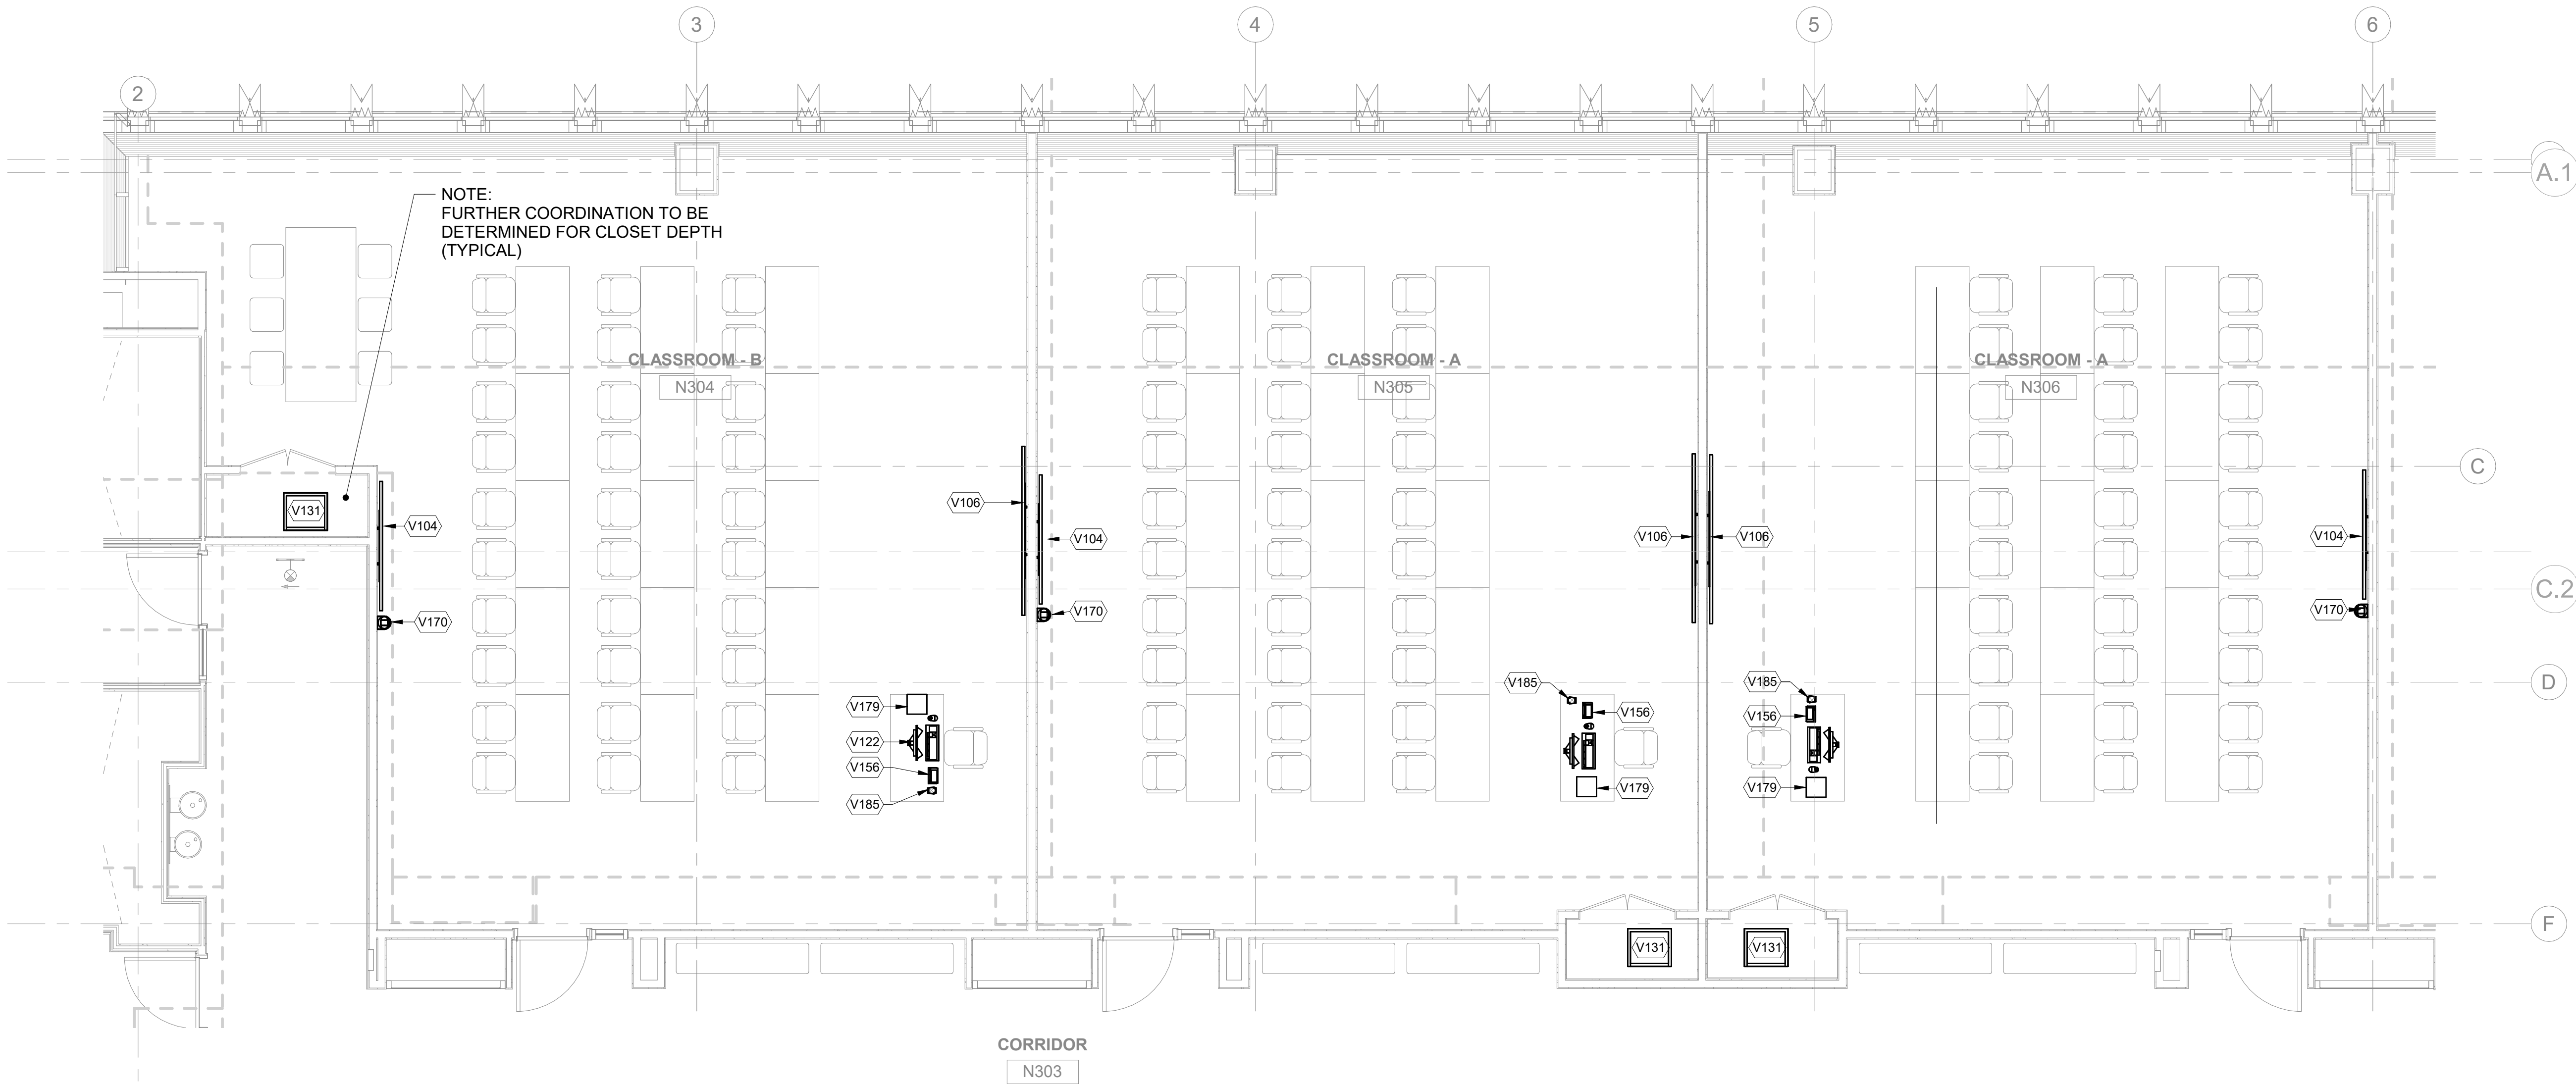 3
4
5
6
2
A.1
NOTE:
FURTHER COORDINATION TO BE
DETERMINED FOR CLOSET DEPTH
(TYPICAL)
CLASSROOM - B
N304
CLASSROOM - A
N305
CLASSROOM - A
N306
C
V131
V104
V106
V104
V106
V106
V104
C.2
V170
V170
V170
D
V179
V122
V156
V185
V185
V156
V179
V185
V156
V179
F
V131
V131
CORRIDOR
N303